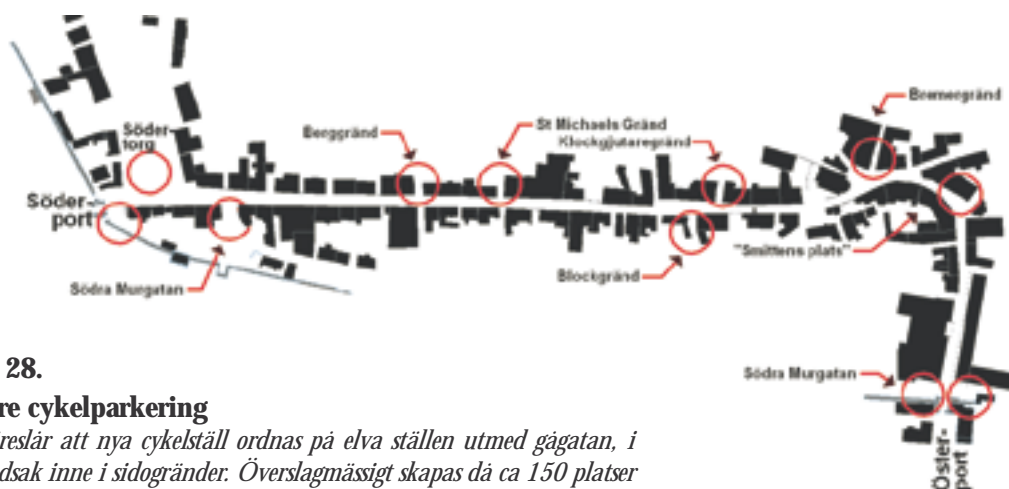 Bremergränd
Söder-
torg
Berggränd
St Michaels Gränd
Klockgjutaregränd
Söder-
port
"Smittens plats"
Södra Murgatan
Blockgränd
Södra Murgatan
Öster-
port
28.
re cykelparkering
reslår att nya cykelställ ordnas på elva ställen utmed gågatan, i
dsak inne i sidogränder. Överslagmässigt skapas då ca 150 platser